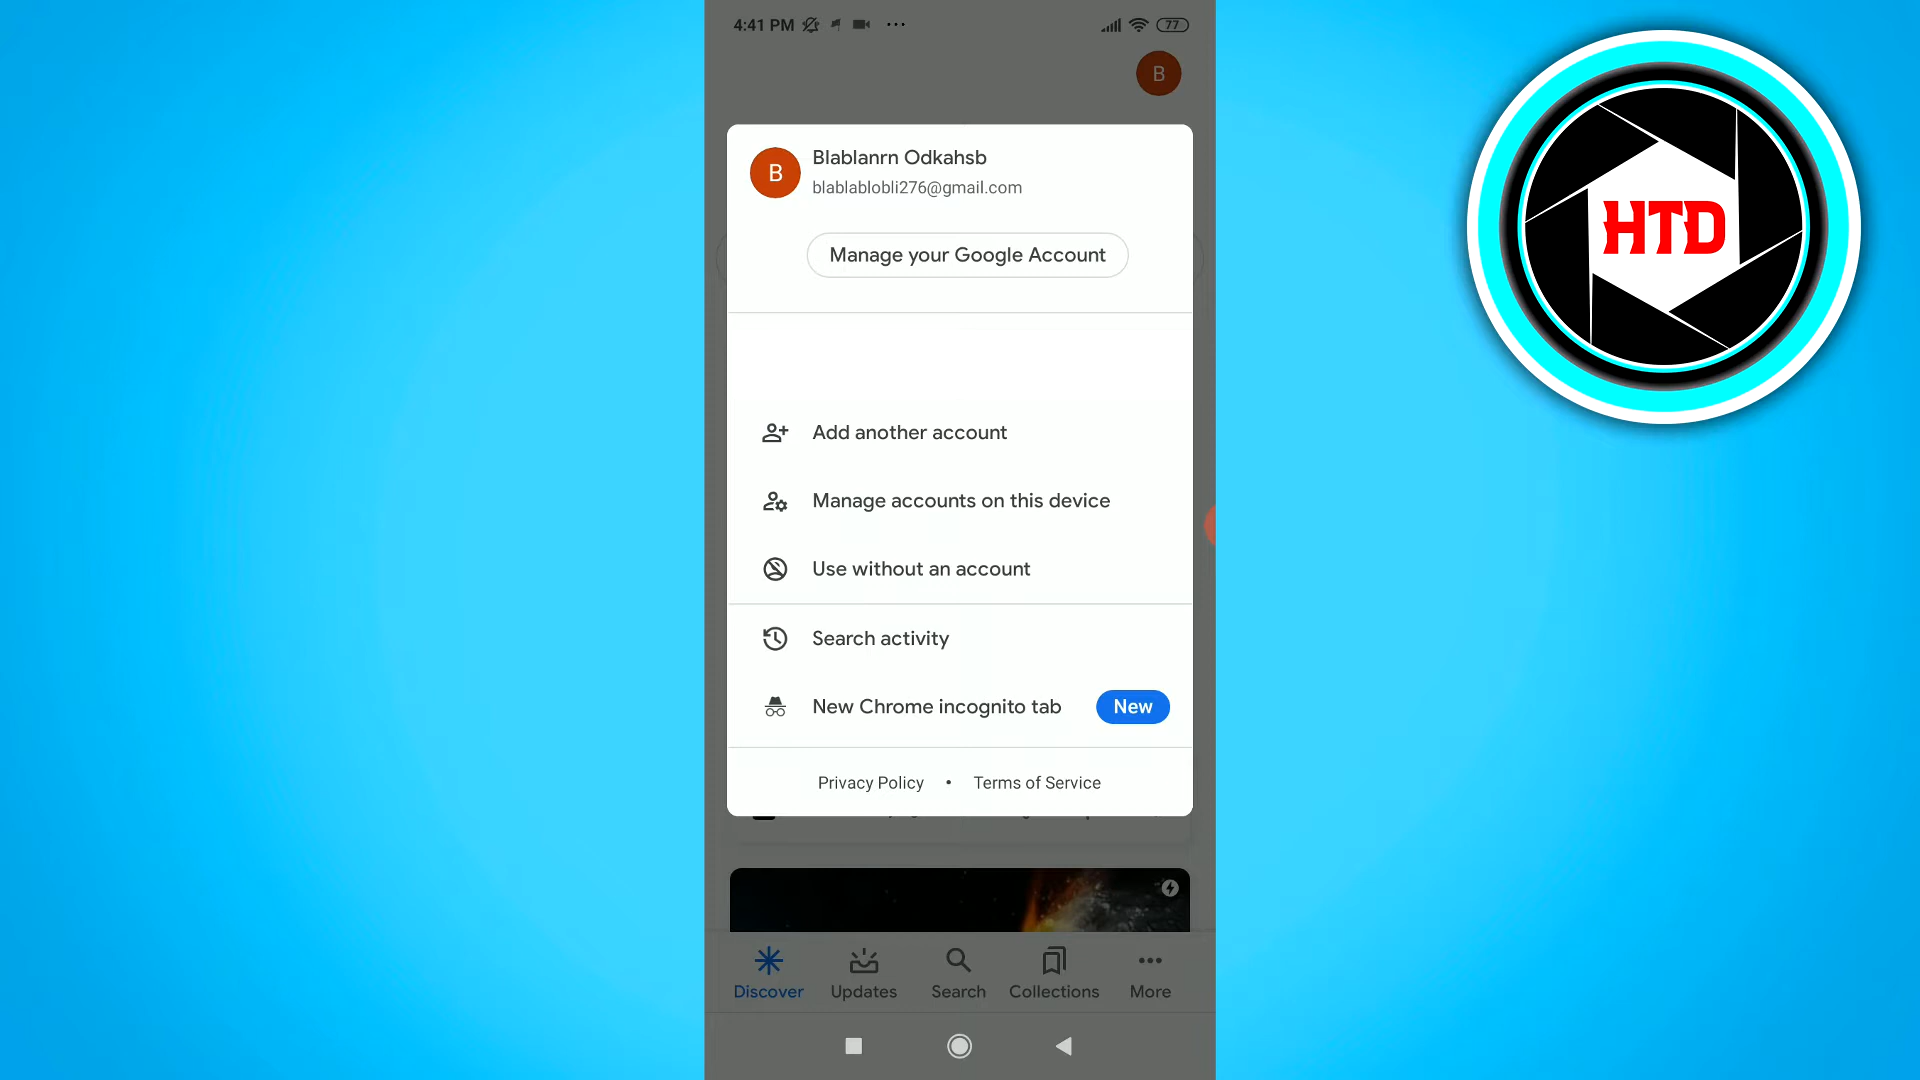 4:41 PM
77
B
B
Blablanrn Odkahsb
blablablobli276@gmail.com
Manage your Google Account
Add another account
Manage accounts on this device
Use without an account
Search activity
New Chrome incognito tab New
Privacy Policy • Terms of Service
Discover Updates Search Collections More
HTD